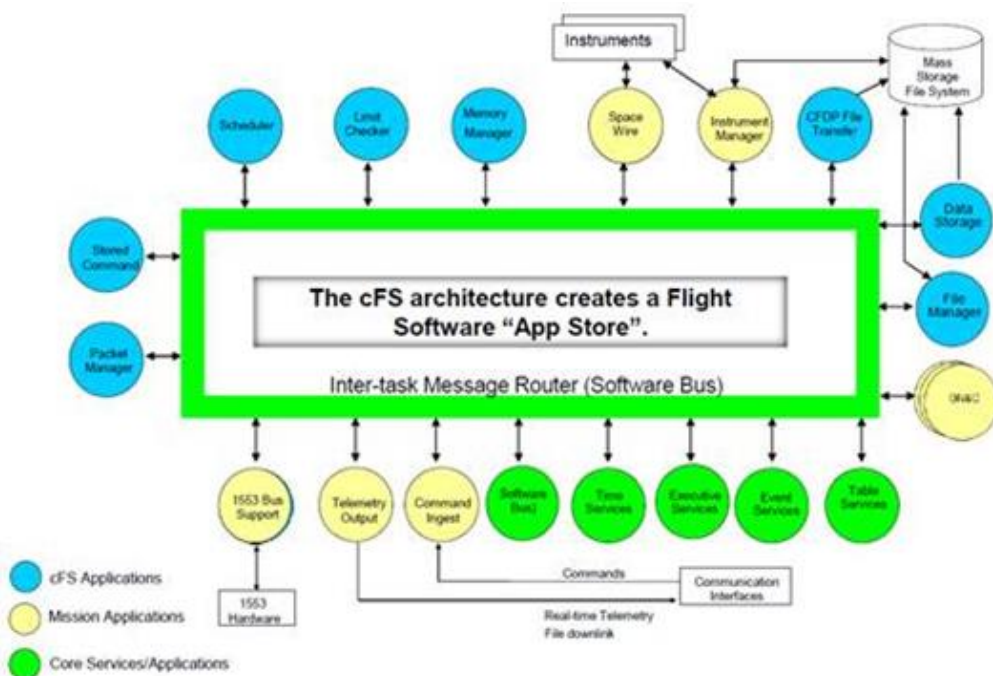 Instruments
Mass
Storage
File System
Scheduler
Limit
Checker
Memory
Manager
Space
Wire
Instrument
Manager
CFDP File
Transfer
Stored
Command
Data
Storage
The cFS architecture creates a Flight
Software “App Store”.
File
Manager
Packet
Manager
Inter-task Message Router (Software Bus)
GN&C
1553 Bus
Support
Telemetry
Output
Command
Ingest
Software
Bus)
Time
Services
Executive
Services
Event
Services
Table
Services
cFS Applications
Commands
Communication
Interfaces
1553
Hardware
Real-time Telemetry
File downlink
Mission Applications
Core Services/Applications